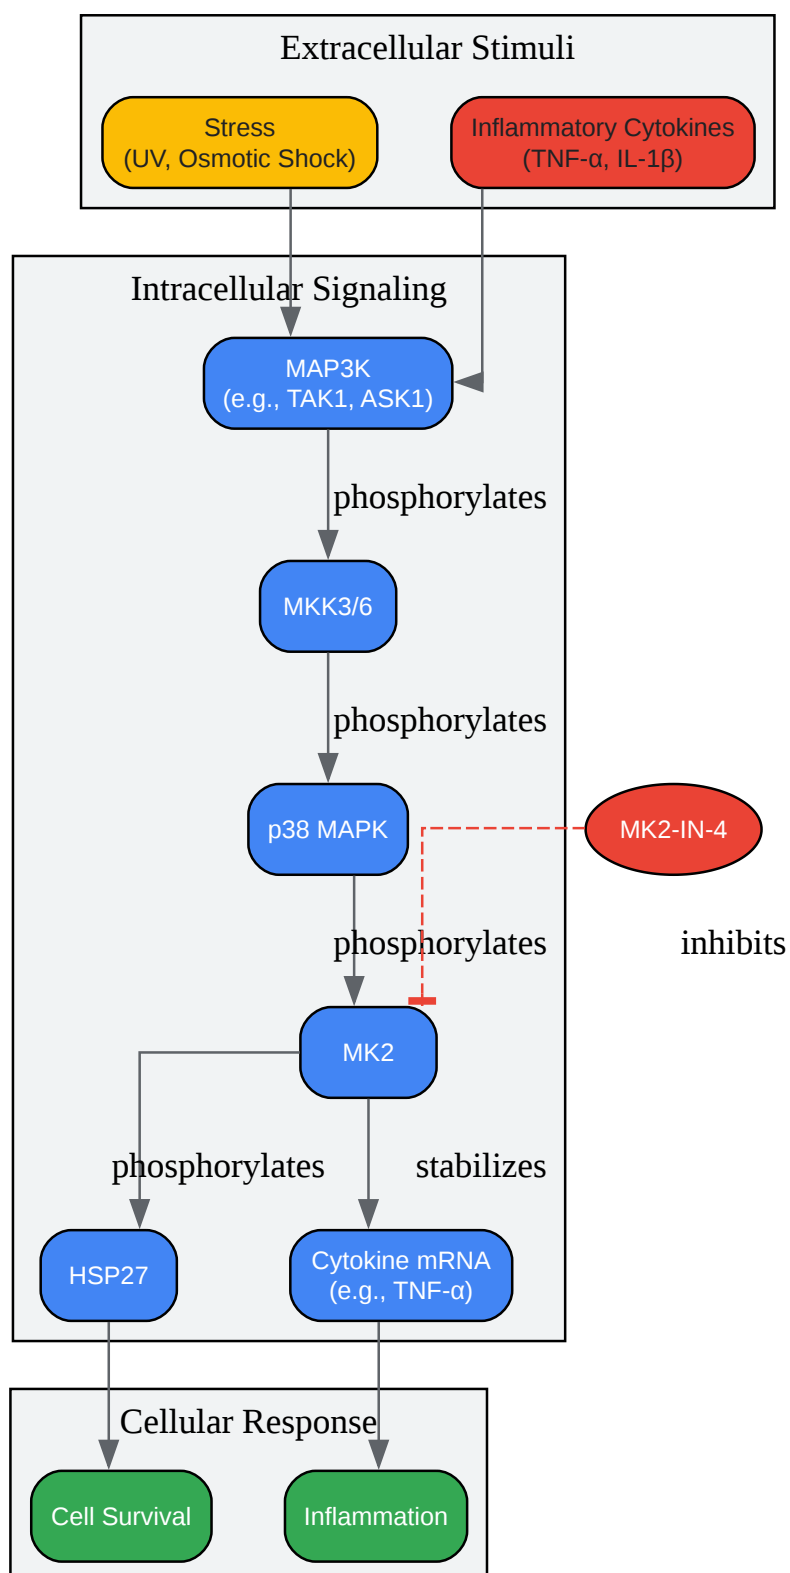 Extracellular Stimuli
Stress
(UV, Osmotic Shock)
Inflammatory Cytokines
(TNF-α, IL-1β)
Intracellular Signaling
MAP3K
(e.g., TAK1, ASK1)
phosphorylates
MKK3/6
phosphorylates
p38 MAPK
MK2-IN-4
phosphorylates
inhibits
MK2
phosphorylates
stabilizes
HSP27
Cytokine mRNA
(e.g., TNF-α)
Cellular Response
Cell Survival
Inflammation